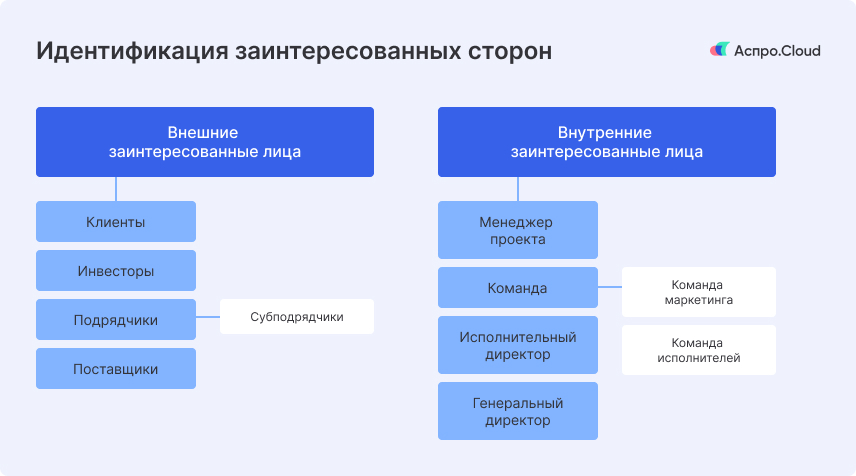 Идентификация заинтересованных сторон
Аспро.Cloud
Внешние
заинтересованные лица
Клиенты
Инвесторы
Подрядчики
Субподрядчики
Поставщики
Внутренние
заинтересованные лица
Менеджер
проекта
Команда
Команда
маркетинга
Команда
исполнителей
Исполнительный
директор
Генеральный
директор